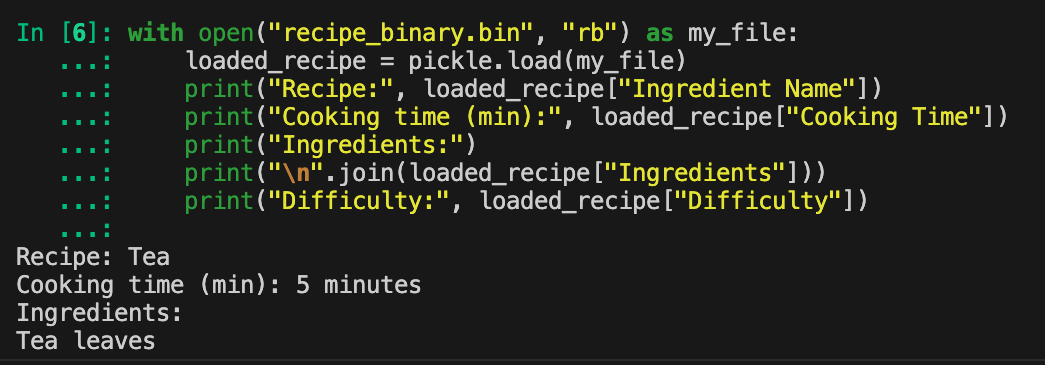 In [6]: with open("recipe_binary.bin", "rb") as my_file:
   ...:     loaded_recipe = pickle.load(my_file)
   ...:     print("Recipe:", loaded_recipe["Ingredient Name"])
   ...:     print("Cooking time (min):", loaded_recipe["Cooking Time"])
   ...:     print("Ingredients:")
   ...:     print("\n".join(loaded_recipe["Ingredients"]))
   ...:     print("Difficulty:", loaded_recipe["Difficulty"])
   ...:
Recipe: Tea
Cooking time (min): 5 minutes
Ingredients:
Tea leaves